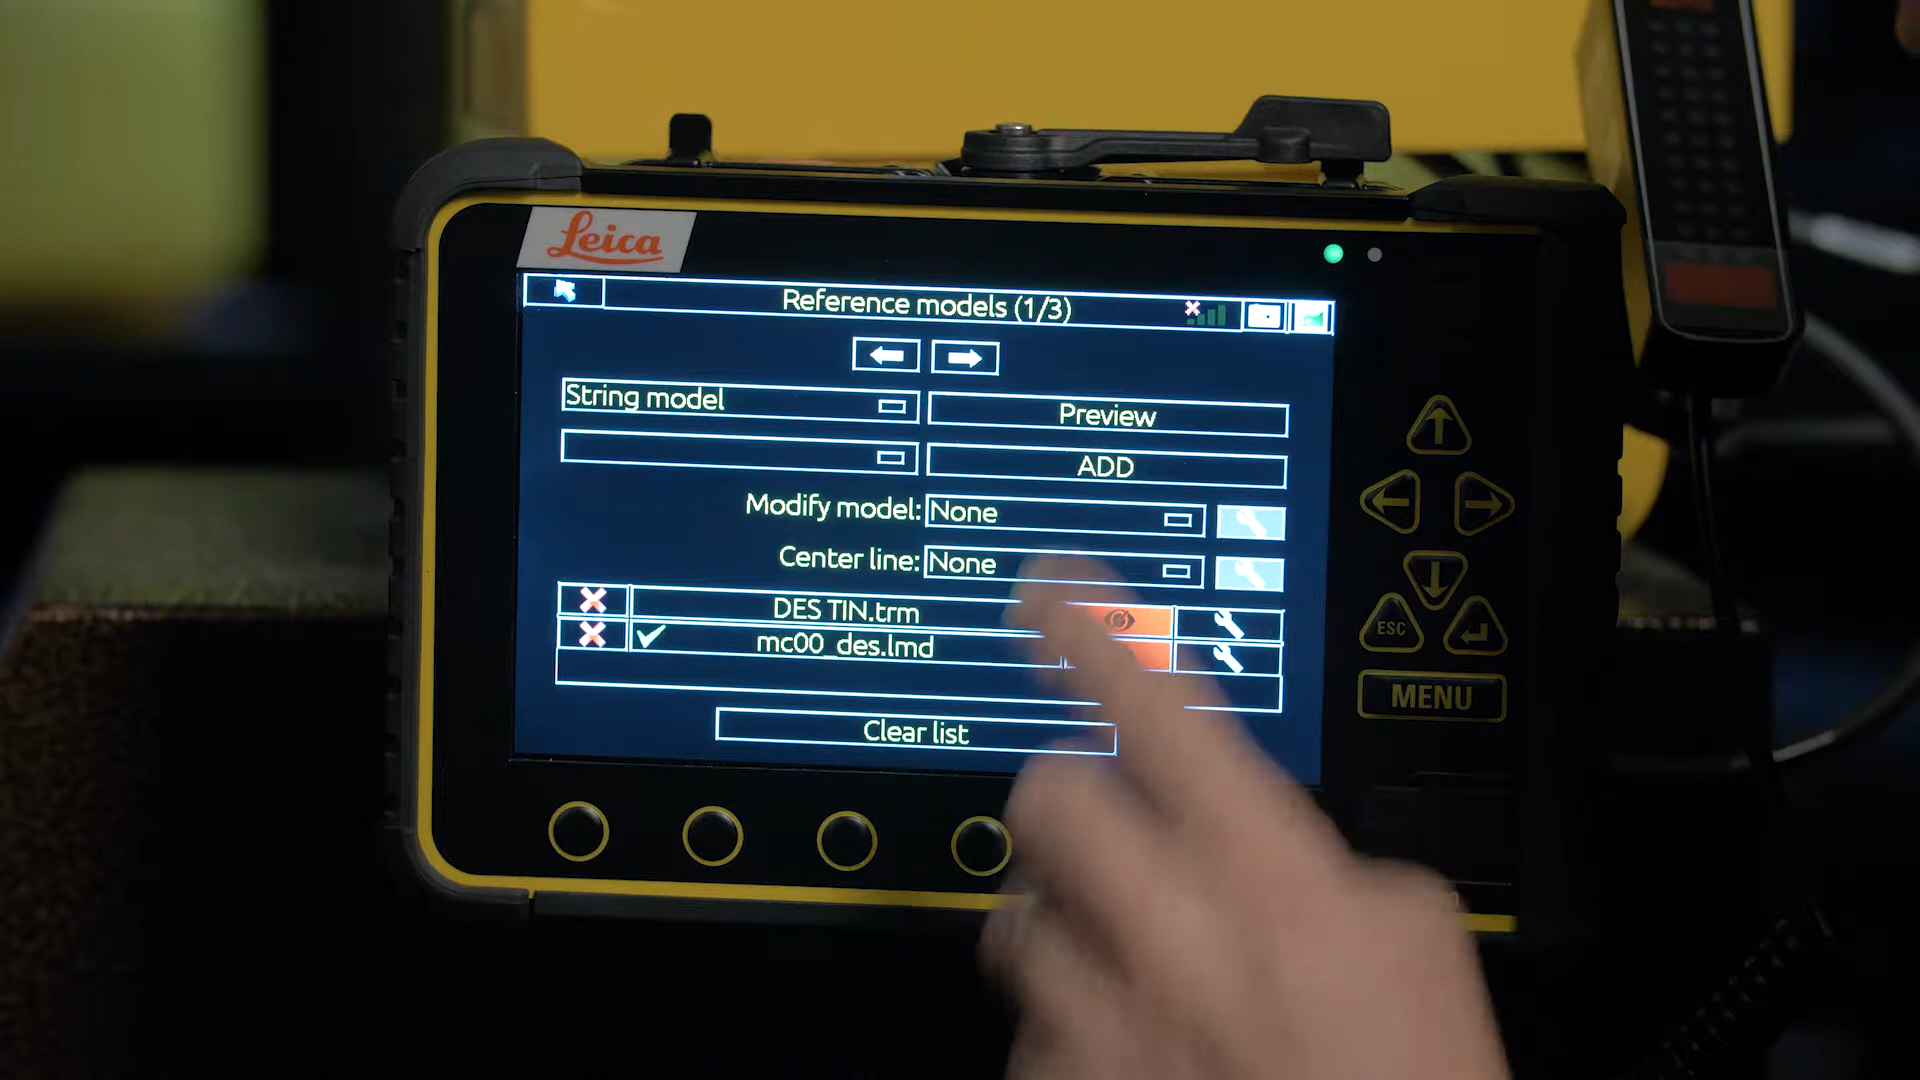 Leica
Reference models (1/3)
String model
Preview
ADD
Modify model: None
Center line: None
DES TIN.trm
mc00_des.lmd
Clear list
ESC
MENU